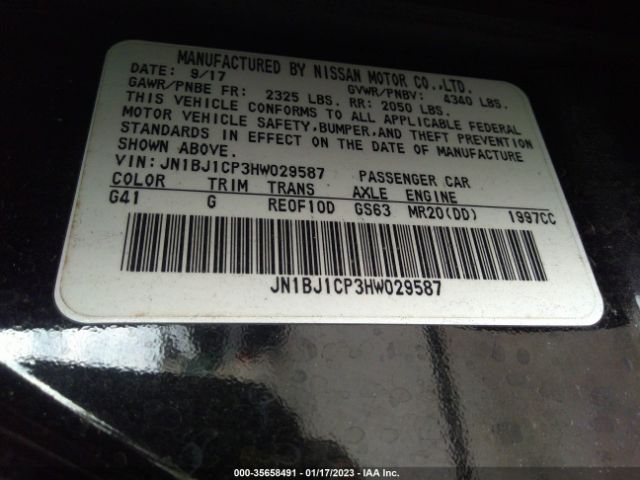 MANUFACTURED BY NISSAN MOTOR CO.,LTD.
DATE: 9/17 GVWR/PNBV: 4340 LBS.
GAWR/PNBE FR: 2325 LBS. RR: 2050 LBS.
THIS VEHICLE CONFORMS TO ALL APPLICABLE FEDERAL
MOTOR VEHICLE SAFETY,BUMPER,AND THEFT PREVENTION
STANDARDS IN EFFECT ON THE DATE OF MANUFACTURE
SHOWN ABOVE.
VIN: JN1BJ1CP3HW029587 PASSENGER CAR
COLOR TRIM TRANS AXLE ENGINE
G41 G RE0F10D GS63 MR20(DD) 1997CC
JN1BJ1CP3HW029587
000-35658491 - 01/17/2023 - IAA Inc.